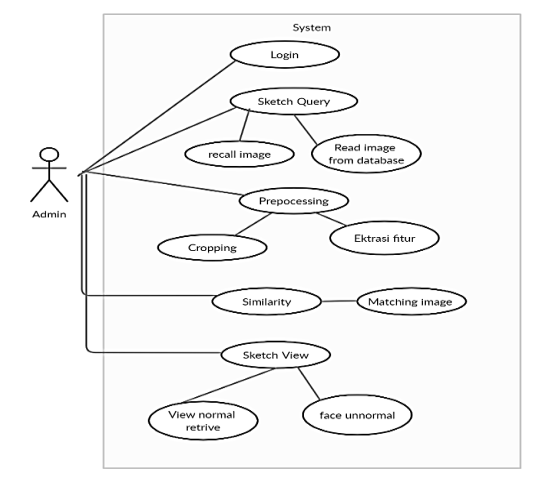 System
Login
Sketch Query
recall image
Read image
from database
Admin
Prepocessing
Cropping
Ektrasi fitur
Similarity
Matching image
Sketch View
View normal
retrive
face unnormal